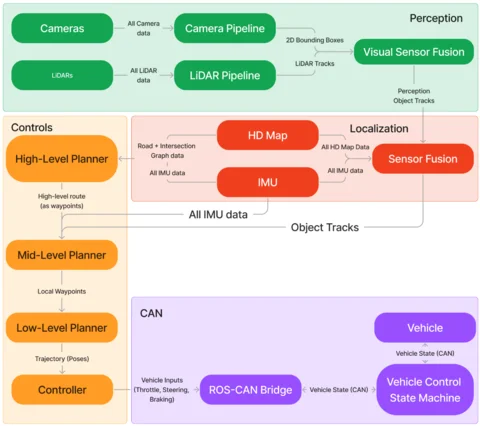 Perception
Cameras
All Camera
data
Camera Pipeline
2D Bounding Boxes
Visual Sensor Fusion
LiDARs
All LiDAR
data
LiDAR Pipeline
LiDAR Tracks
Perception
Object Tracks
Controls
Localization
High-Level Planner
Road + Intersection
Graph data
All IMU data
HD Map
IMU
All HD Map Data
All IMU data
Sensor Fusion
High-level route
(as waypoints)
All IMU data
Object Tracks
Mid-Level Planner
Local Waypoints
Low-Level Planner
Trajectory (Poses)
Controller
CAN
Vehicle Inputs
(Throttle, Steering,
Braking)
ROS-CAN Bridge
Vehicle State (CAN)
Vehicle
Vehicle State (CAN)
Vehicle Control
State Machine